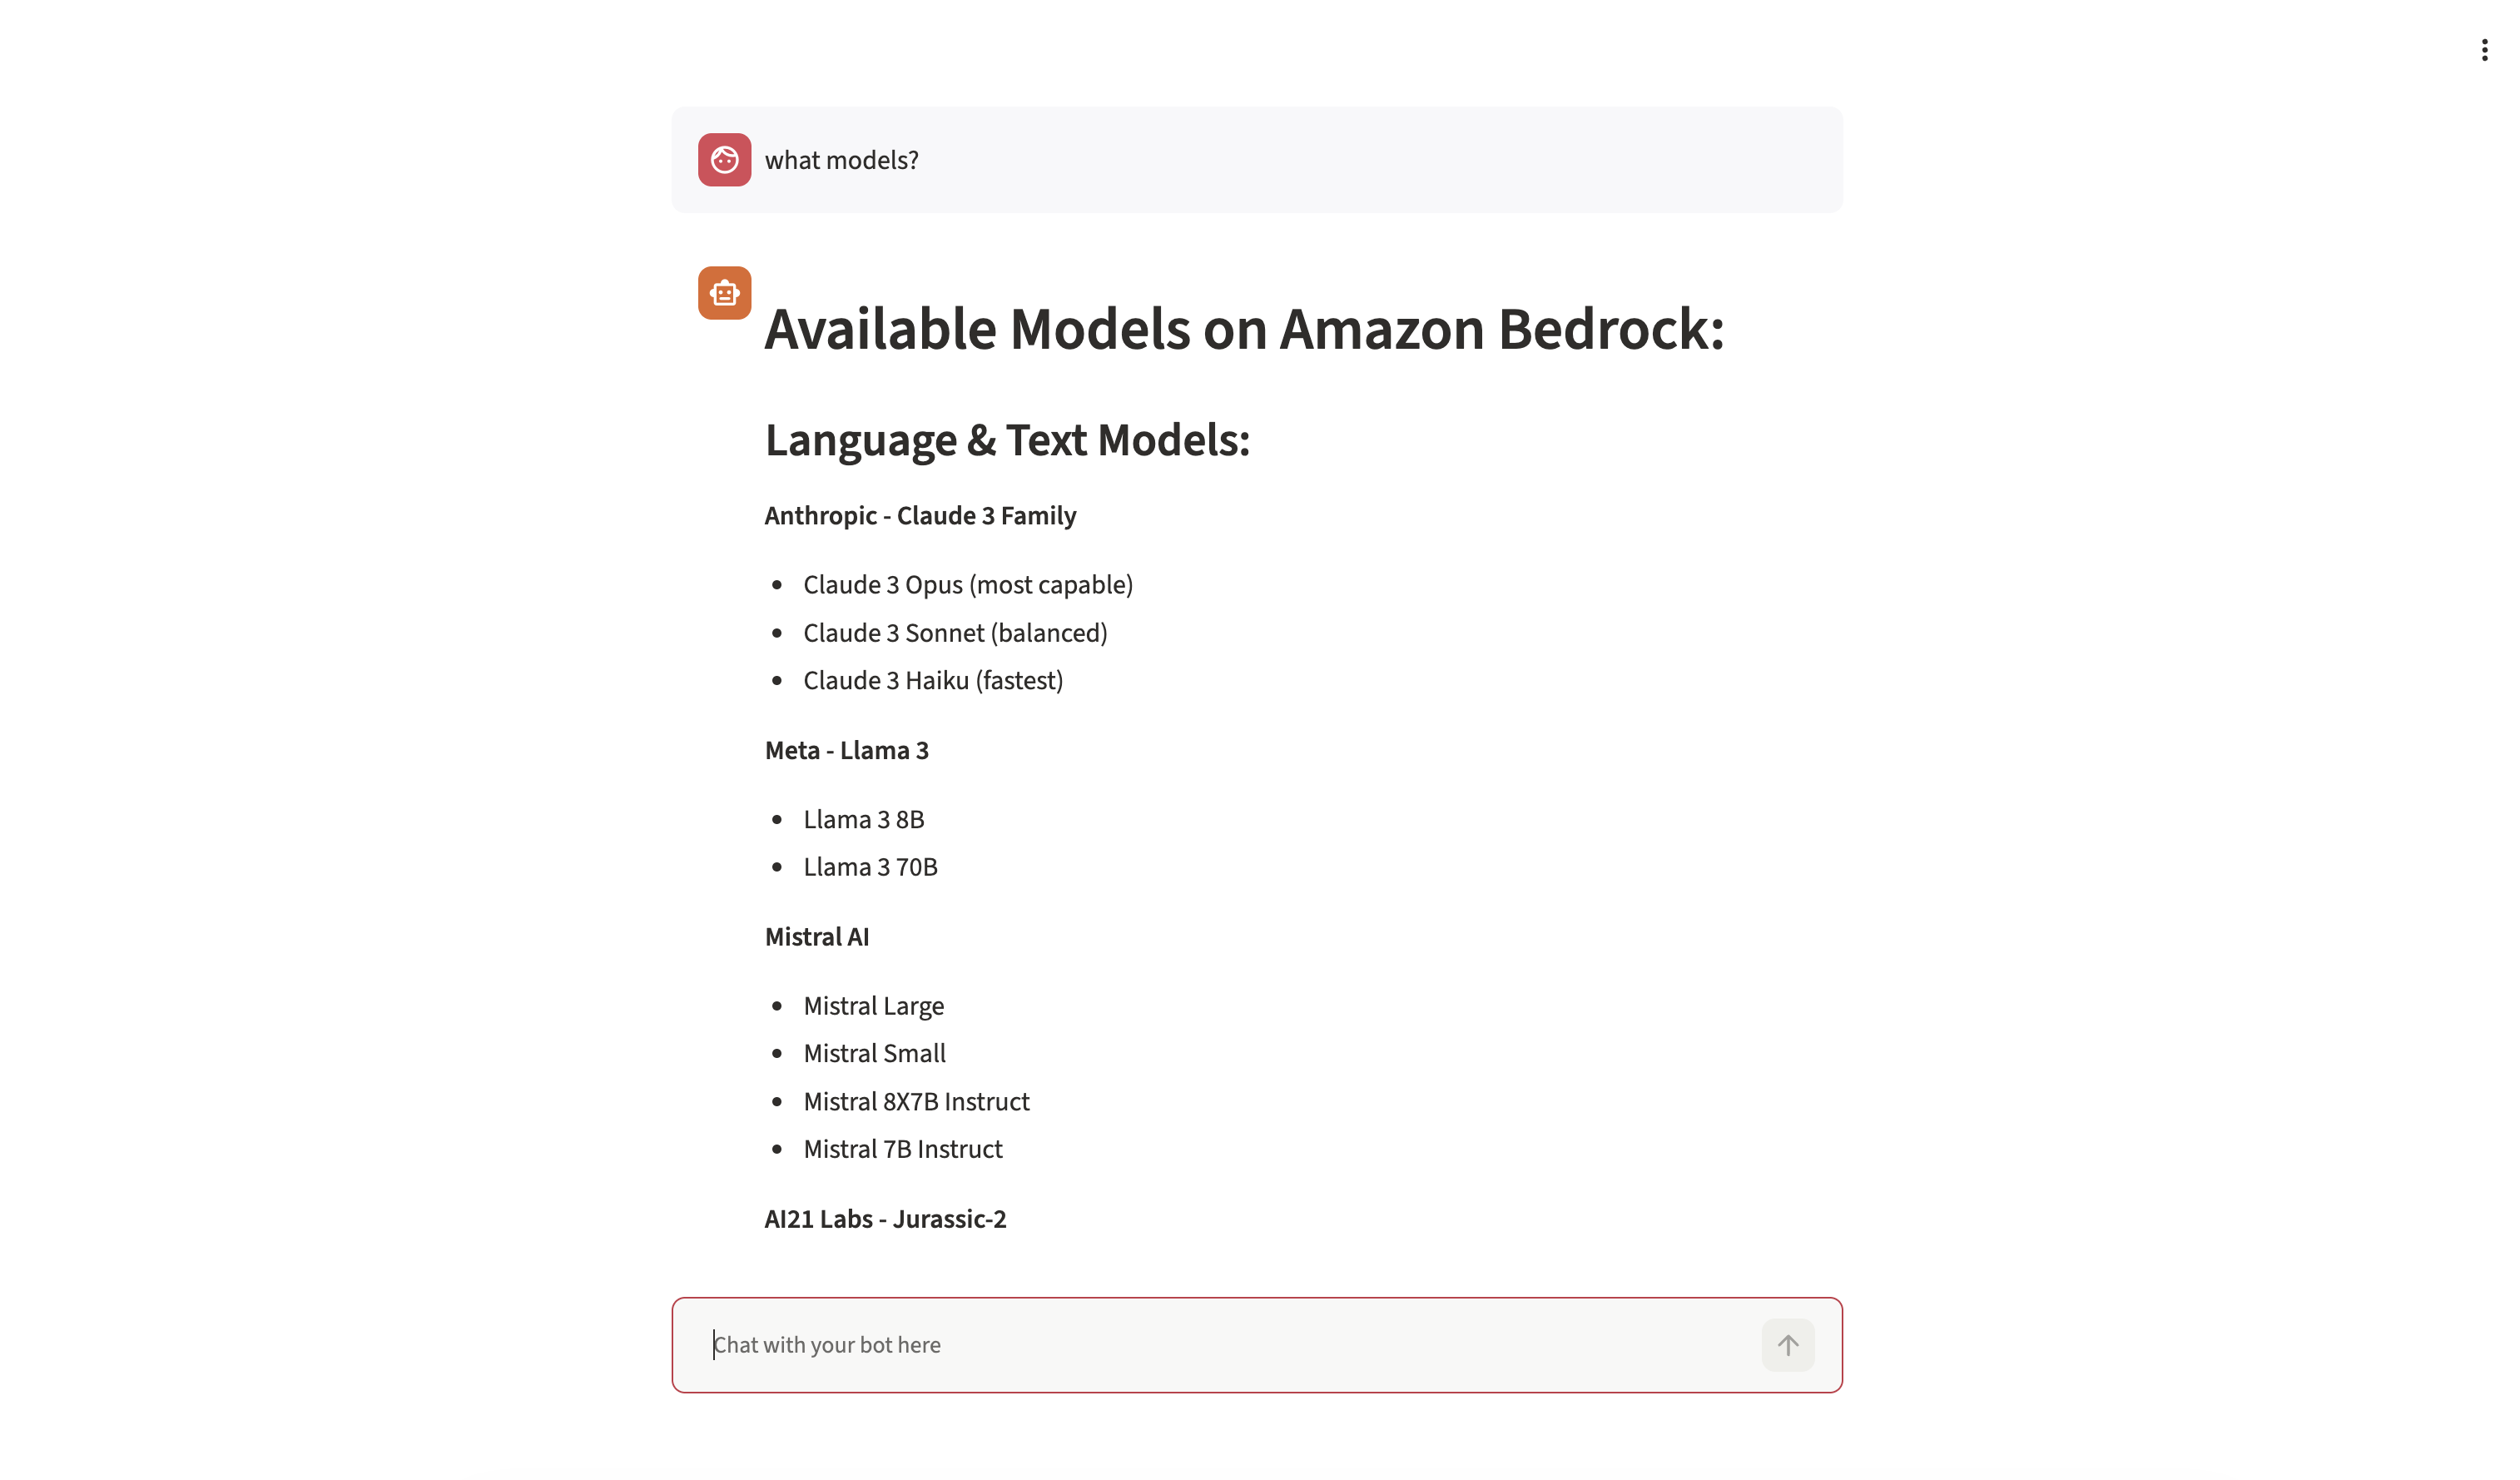 what models?
Available Models on Amazon Bedrock:
Language & Text Models:
Anthropic - Claude 3 Family
Claude 3 Opus (most capable)
Claude 3 Sonnet (balanced)
Claude 3 Haiku (fastest)
Meta - Llama 3
Llama 3 8B
Llama 3 70B
Mistral AI
Mistral Large
Mistral Small
Mistral 8X7B Instruct
Mistral 7B Instruct
AI21 Labs - Jurassic-2
Chat with your bot here